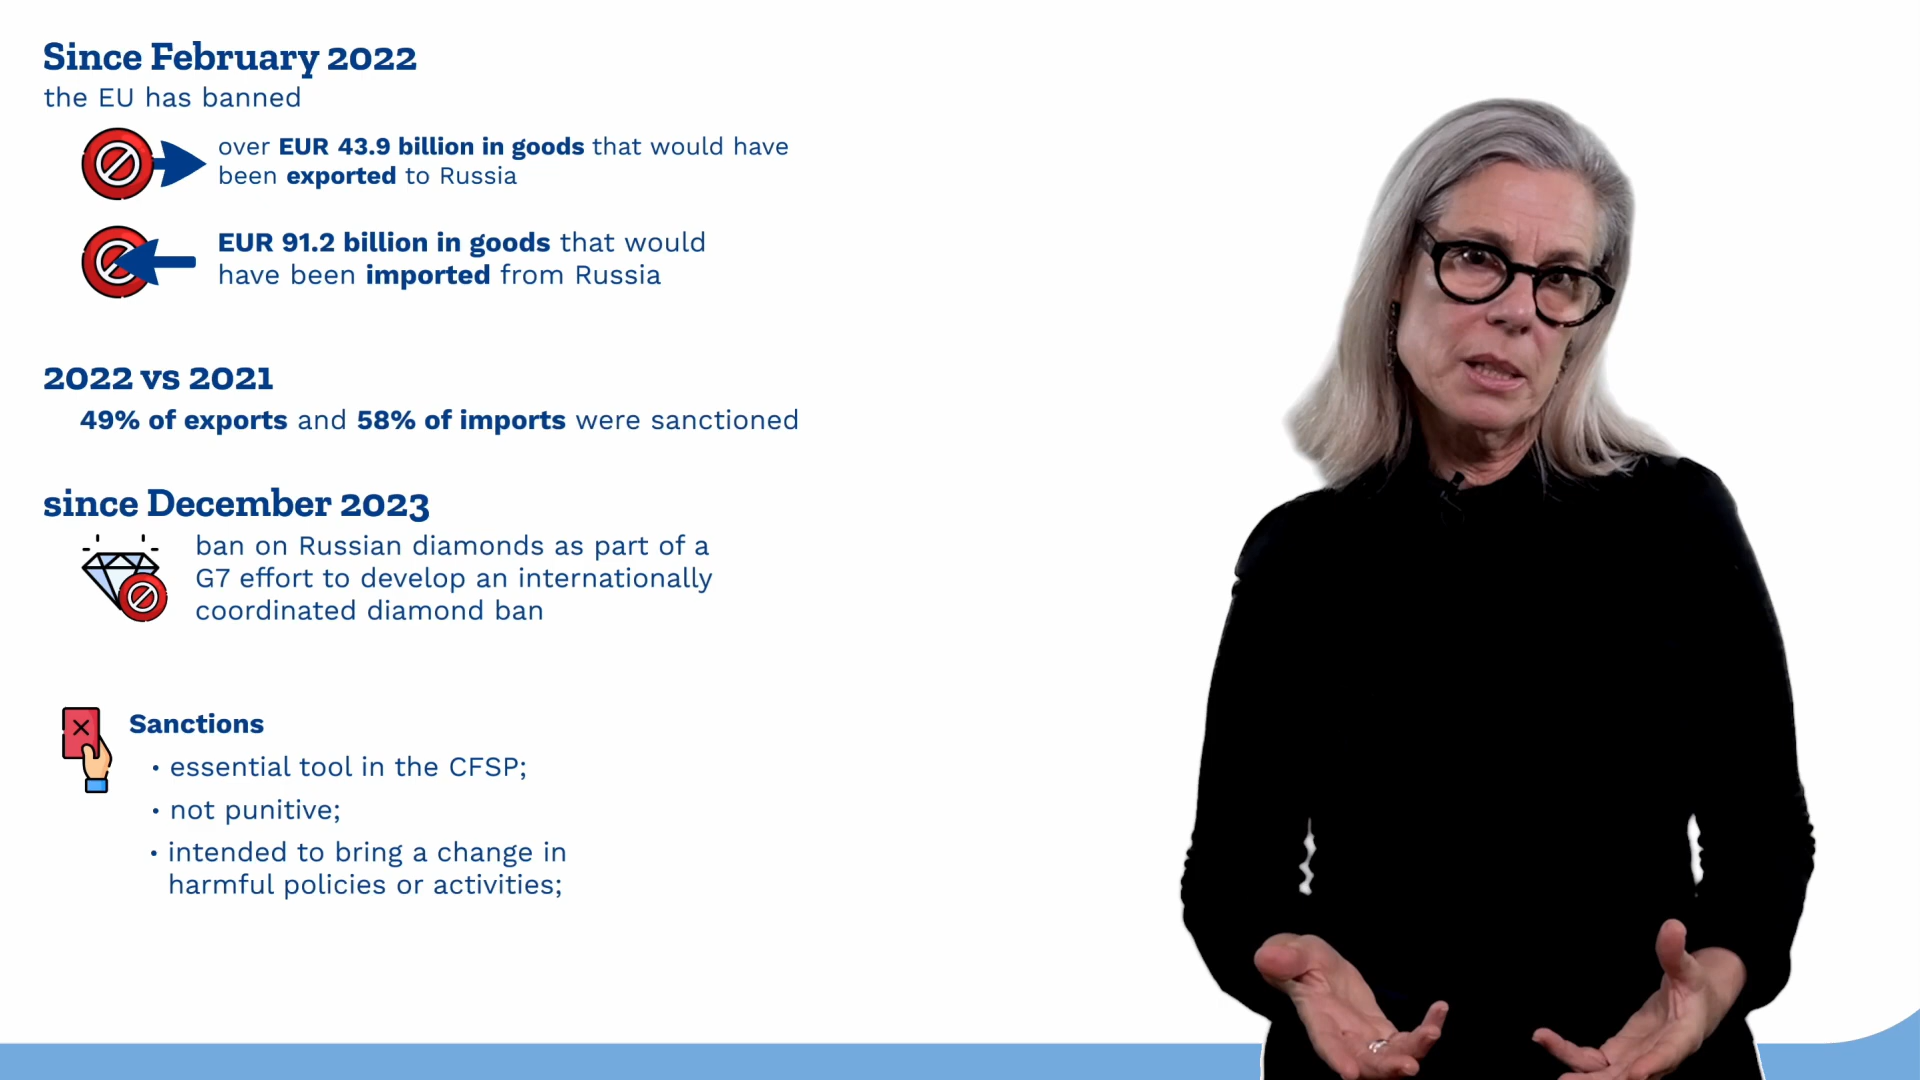 Since February 2022
the EU has banned
over EUR 43.9 billion in goods that would have
been exported to Russia
EUR 91.2 billion in goods that would
have been imported from Russia
2022 vs 2021
49% of exports and 58% of imports were sanctioned
since December 2023
ban on Russian diamonds as part of a
G7 effort to develop an internationally
coordinated diamond ban
Sanctions
• essential tool in the CFSP;
• not punitive;
• intended to bring a change in
harmful policies or activities;